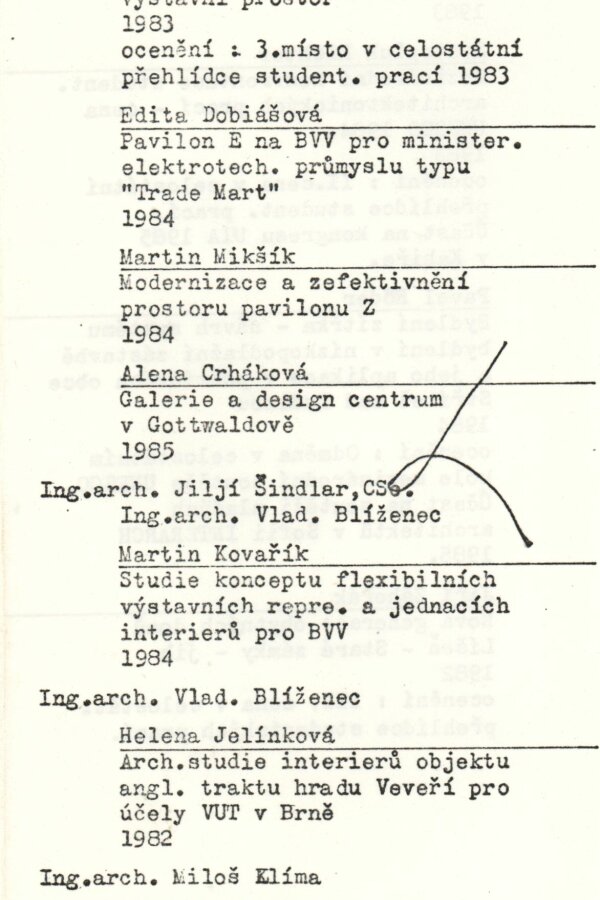 výstavní prostor
1983
ocenění : 3.místo v celostátní
přehlídce student. prací 1983
Edita Dobiášová
Pavilon E na BVV pro minister.
elektrotech. průmyslu typu
"Trade Mart"
1984
Martin Mikšík
Modernizace a zefektivnění
prostoru pavilonu Z
1984
Alena Crháková
Galerie a design centrum
v Gottwaldově
1985
Ing.arch. Jiljí Šindlar,CSc.
Ing.arch. Vlad. Blíženec
Martin Kovařík
Studie konceptu flexibilních
výstavních repre. a jednacích
interierů pro BVV
1984
Ing.arch. Vlad. Blíženec
Helena Jelínková
Arch.studie interierů objektu
angl. traktu hradu Veveří pro
účely VUT v Brně
1982
Ing.arch. Miloš Klíma